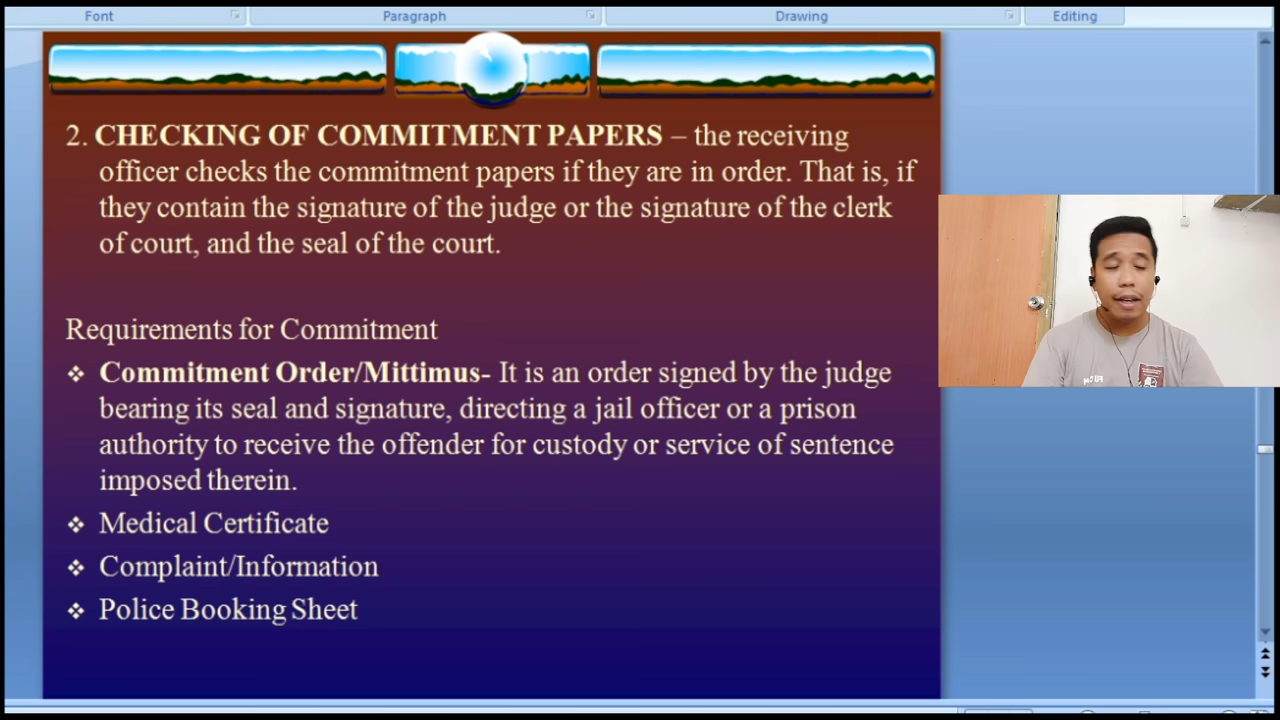 Font
Paragraph
Drawing
Editing
2. CHECKING OF COMMITMENT PAPERS – the receiving
officer checks the commitment papers if they are in order. That is, if
they contain the signature of the judge or the signature of the clerk
of court, and the seal of the court.
Requirements for Commitment
❖ Commitment Order/Mittimus- It is an order signed by the judge
bearing its seal and signature, directing a jail officer or a prison
authority to receive the offender for custody or service of sentence
imposed therein.
❖ Medical Certificate
❖ Complaint/Information
❖ Police Booking Sheet